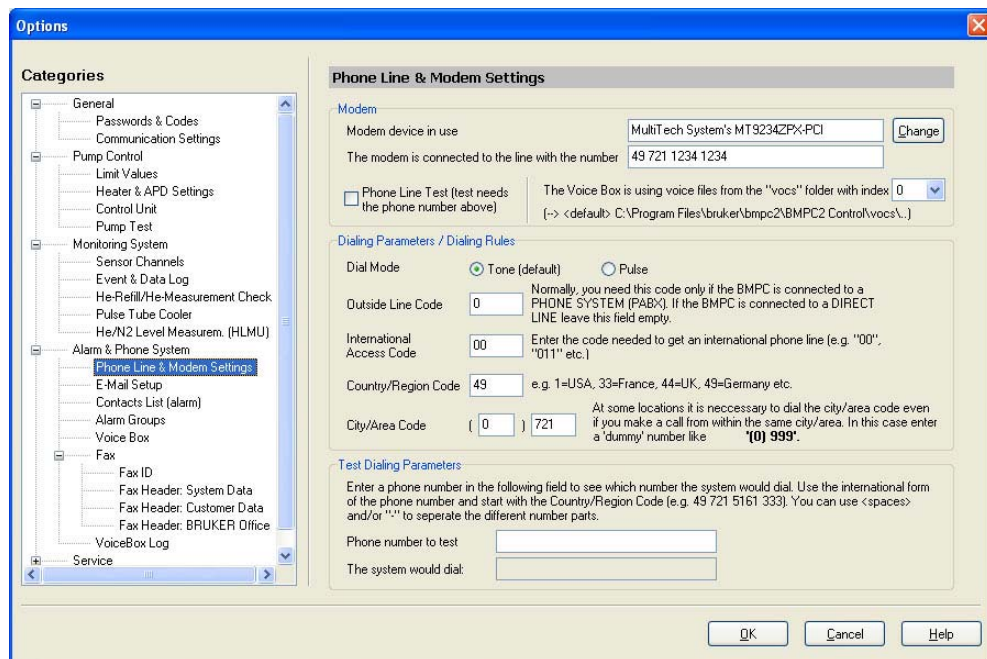 Options
Categories
General
Passwords & Codes
Communication Settings
Pump Control
Limit Values
Heater & APD Settings
Control Unit
Pump Test
Monitoring System
Sensor Channels
Event & Data Log
He-Refill/He-Measurement Check
Pulse Tube Cooler
He/N2 Level Measurem. (HLMU)
Alarm & Phone System
Phone Line & Modem Settings
E-Mail Setup
Contacts List (alarm)
Alarm Groups
Voice Box
Fax
Fax ID
Fax Header: System Data
Fax Header: Customer Data
Fax Header: BRUKER Office
VoiceBox Log
Service
Phone Line & Modem Settings
Modem
Modem device in use MultiTech System's MT9234ZPX-PCI Change
The modem is connected to the line with the number 49 721 1234 1234
Phone Line Test (test needs
the phone number above)
The Voice Box is using voice files from the "vocs" folder with index 0
(--> <default> C:\Program Files\bruker\bmpc2\BMPC2 Control\vocs\..)
Dialing Parameters / Dialing Rules
Dial Mode Tone (default) Pulse
Outside Line Code 0
Normally, you need this code only if the BMPC is connected to a
PHONE SYSTEM (PABX). If the BMPC is connected to a DIRECT
LINE leave this field empty.
International
Access Code 00
Enter the code needed to get an international phone line (e.g. "00",
"011" etc.)
Country/Region Code 49 e.g. 1=USA, 33=France, 44=UK, 49=Germany etc.
City/Area Code ( 0 ) 721
At some locations it is neccessary to dial the city/area code even
if you make a call from within the same city/area. In this case enter
a 'dummy' number like '(0) 999'.
Test Dialing Parameters
Enter a phone number in the following field to see which number the system would dial. Use the international form
of the phone number and start with the Country/Region Code (e.g. 49 721 5161 333). You can use <spaces>
and/or "-" to seperate the different number parts.
Phone number to test
The system would dial:
OK Cancel Help